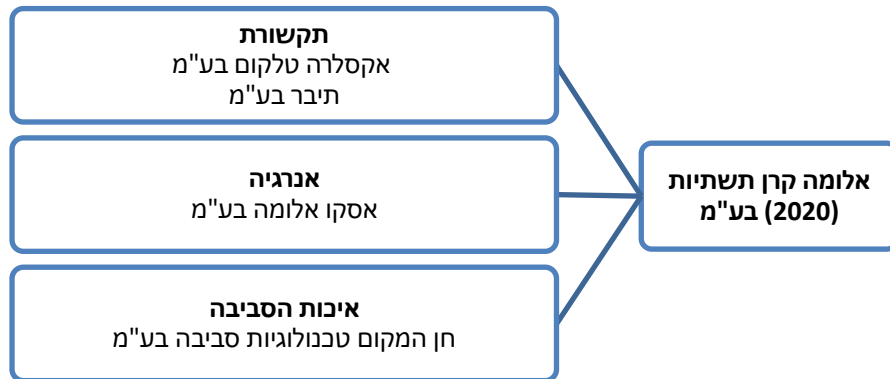 תקשורת
אקסלרה טלקום בע"מ
תיבר בע"מ
אנרגיה
אסקו אלומה בע"מ
איכות הסביבה
חן המקום טכנולוגיות סביבה בע"מ
אלומה קרן תשתיות
(2020) בע"מ